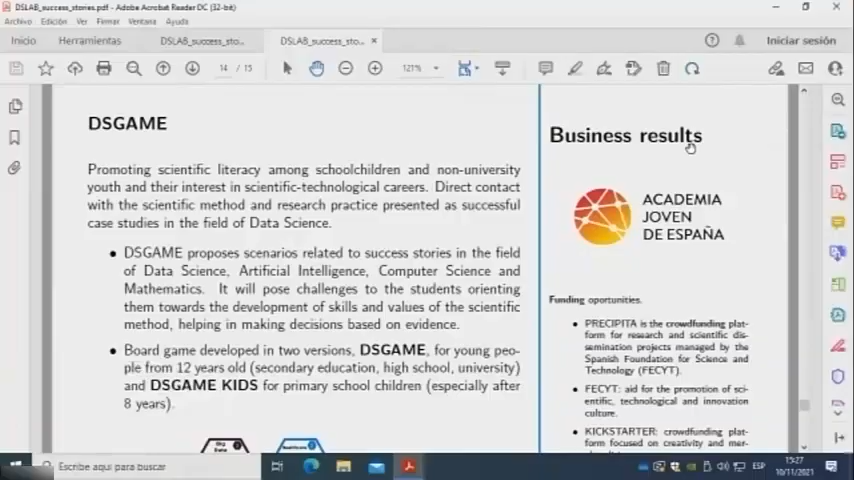 DSLAB_success_stories.pdf - Adobe Acrobat Reader DC (32-bit)
Archivo Edición Ver Firmar Ventana Ayuda
Inicio Herramientas DSLAB_success_sto... DSLAB_success_sto... × Iniciar sesión
14 / 15 121%
DSGAME
Promoting scientific literacy among schoolchildren and non-university
youth and their interest in scientific-technological careers. Direct contact
with the scientific method and research practice presented as successful
case studies in the field of Data Science.
• DSGAME proposes scenarios related to success stories in the field
of Data Science, Artificial Intelligence, Computer Science and
Mathematics. It will pose challenges to the students orienting
them towards the development of skills and values of the scientific
method, helping in making decisions based on evidence.
• Board game developed in two versions, DSGAME, for young peo-
ple from 12 years old (secondary education, high school, university)
and DSGAME KIDS for primary school children (especially after
8 years).
Big
Data
Business results
ACADEMIA
JOVEN
DE ESPAÑA
Funding oportunities.
• PRECIPITA is the crowdfunding plat-
form for research and scientific dis-
semination projects managed by the
Spanish Foundation for Science and
Technology (FECYT).
• FECYT: aid for the promotion of sci-
entific, technological and innovation
culture.
• KICKSTARTER: crowdfunding plat-
form focused on creativity and mer-
Escribe aquí para buscar
ESP
15:27
10/11/2021